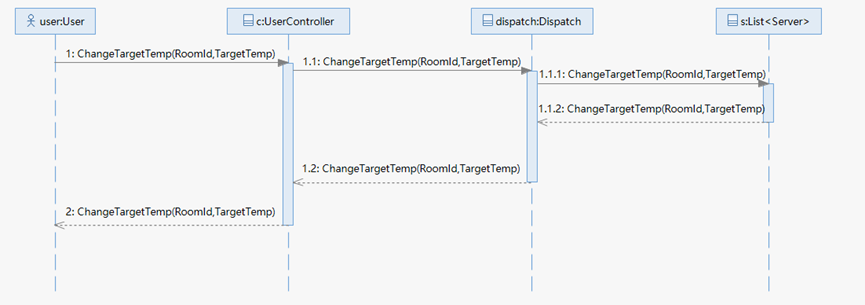 user:User
c:UserController
dispatch:Dispatch
s:List<Server>
1: ChangeTargetTemp(RoomId,TargetTemp)
1.1: ChangeTargetTemp(RoomId,TargetTemp)
1.1.1: ChangeTargetTemp(RoomId,TargetTemp)
1.1.2: ChangeTargetTemp(RoomId,TargetTemp)
1.2: ChangeTargetTemp(RoomId,TargetTemp)
2: ChangeTargetTemp(RoomId,TargetTemp)